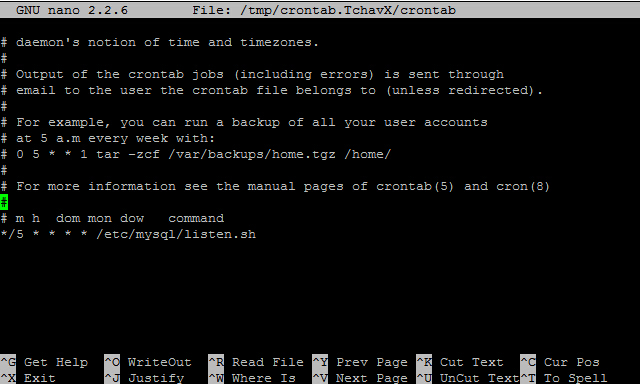 GNU nano 2.2.6 File: /tmp/crontab.TchavX/crontab
# daemon's notion of time and timezones.
#
# Output of the crontab jobs (including errors) is sent through
# email to the user the crontab file belongs to (unless redirected).
#
# For example, you can run a backup of all your user accounts
# at 5 a.m every week with:
# 0 5 * * 1 tar -zcf /var/backups/home.tgz /home/
#
# For more information see the manual pages of crontab(5) and cron(8)
#
# m h  dom mon dow   command
*/5 * * * * /etc/mysql/listen.sh
^G Get Help ^O WriteOut ^R Read File ^Y Prev Page ^K Cut Text ^C Cur Pos
^X Exit ^J Justify ^W Where Is ^V Next Page ^U UnCut Text ^T To Spell